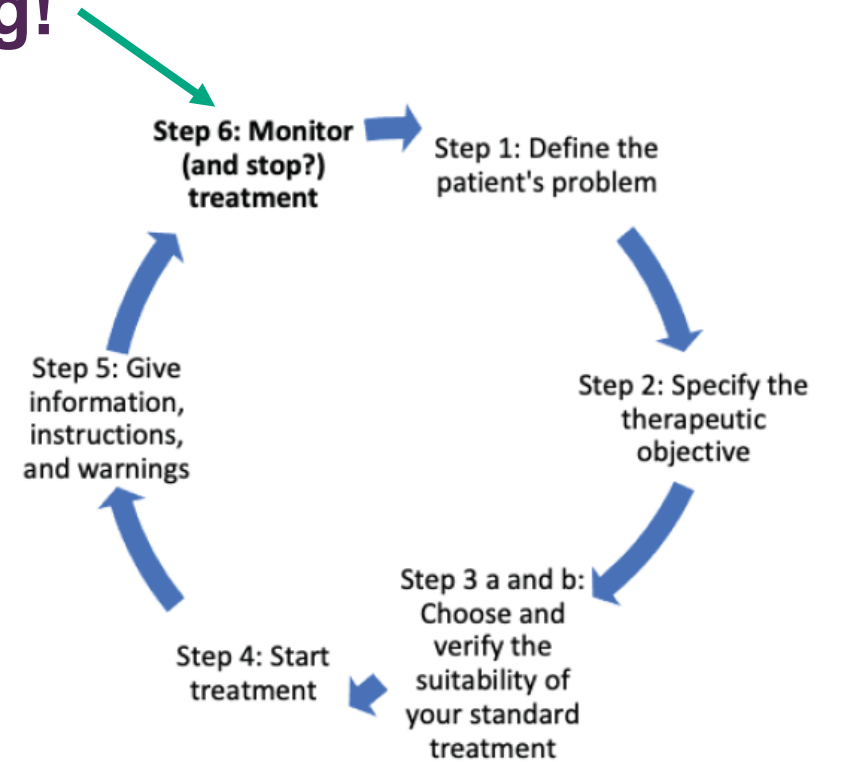 g!
Step 6: Monitor
(and stop?)
treatment
Step 1: Define the
patient's problem
Step 2: Specify the
therapeutic
objective
Step 3 a and b:
Choose and
verify the
suitability of
your standard
treatment
Step 4: Start
treatment
Step 5: Give
information,
instructions,
and warnings